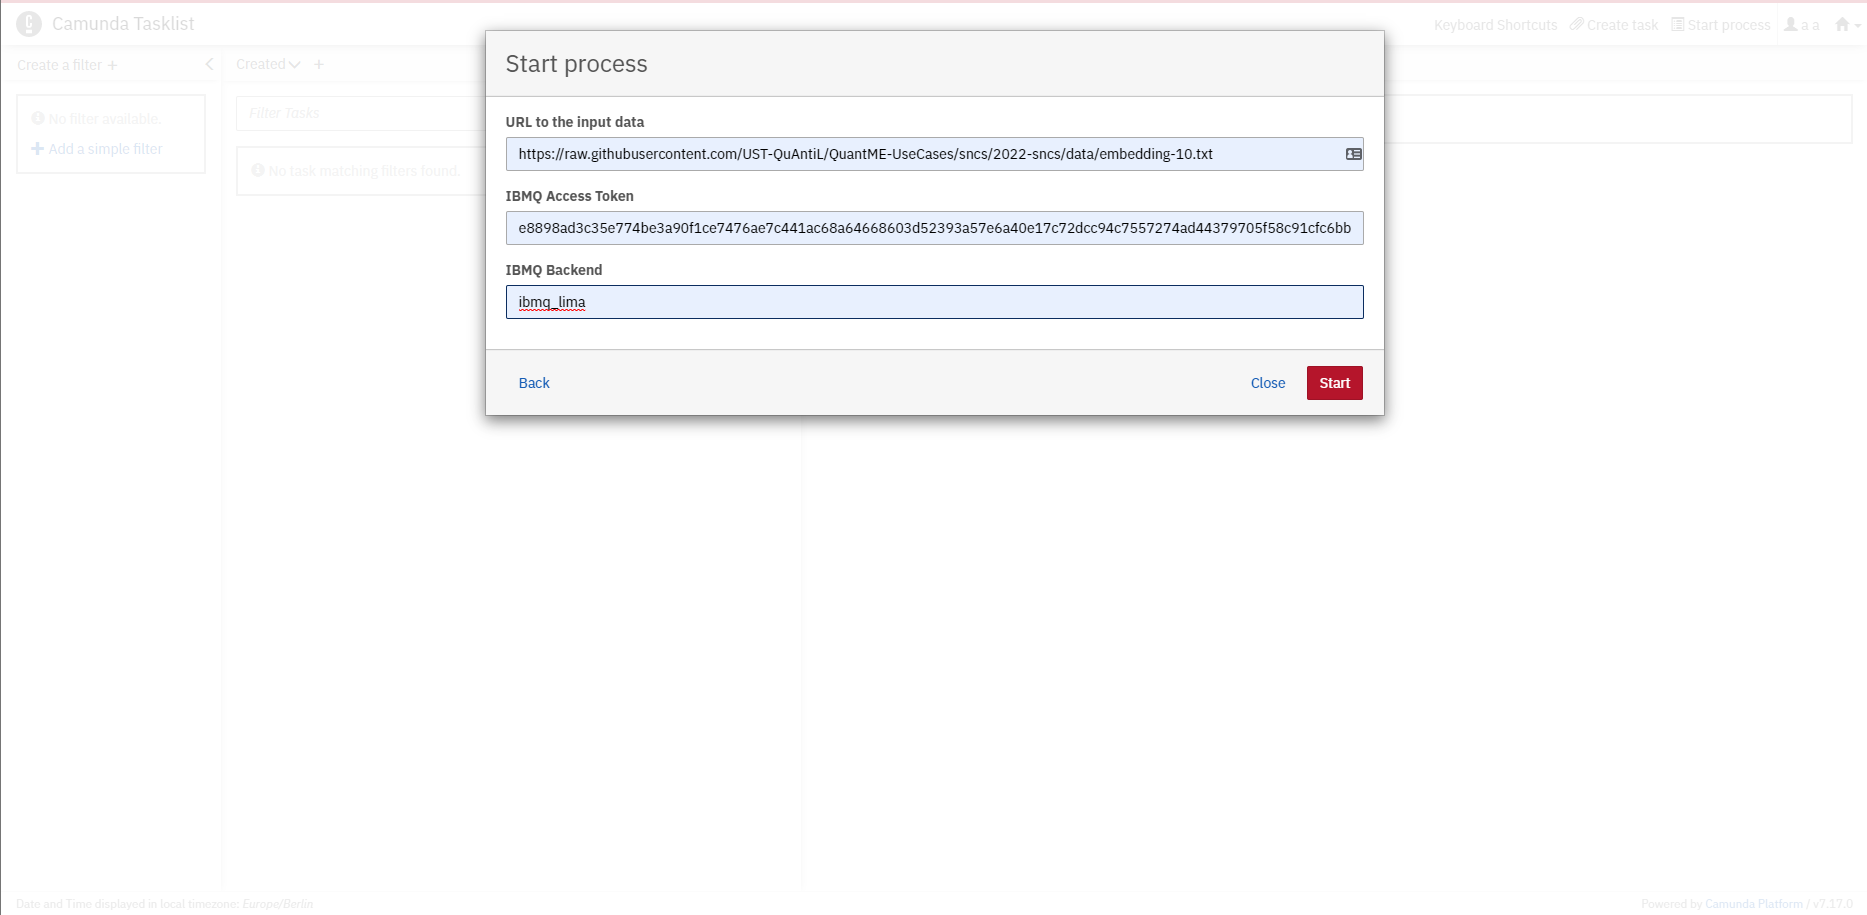 Camunda Tasklist
Keyboard Shortcuts Create task Start process a a
Create a filter +
Created +
No filter available.
Add a simple filter
Filter Tasks
No task matching filters found.
Start process
URL to the input data
https://raw.githubusercontent.com/UST-QuAntiL/QuantME-UseCases/sncs/2022-sncs/data/embedding-10.txt
IBMQ Access Token
e8898ad3c35e774be3a90f1ce7476ae7c441ac68a64668603d52393a57e6a40e17c72dcc94c7557274ad44379705f58c91cfc6bb
IBMQ Backend
ibmq_lima
Back
Close
Start
Date and Time displayed in local timezone: Europe/Berlin
Powered by Camunda Platform / v7.17.0